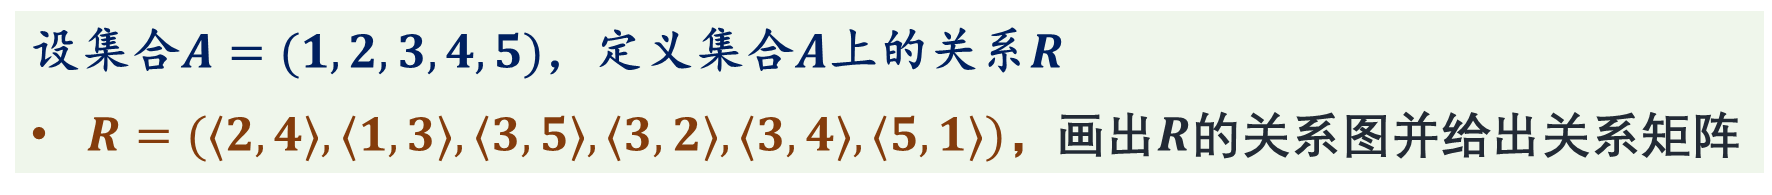 设集合A = (1, 2, 3, 4, 5)，定义集合A上的关系R
• R = (⟨2, 4⟩, ⟨1, 3⟩, ⟨3, 5⟩, ⟨3, 2⟩, ⟨3, 4⟩, ⟨5, 1⟩)，画出R的关系图并给出关系矩阵